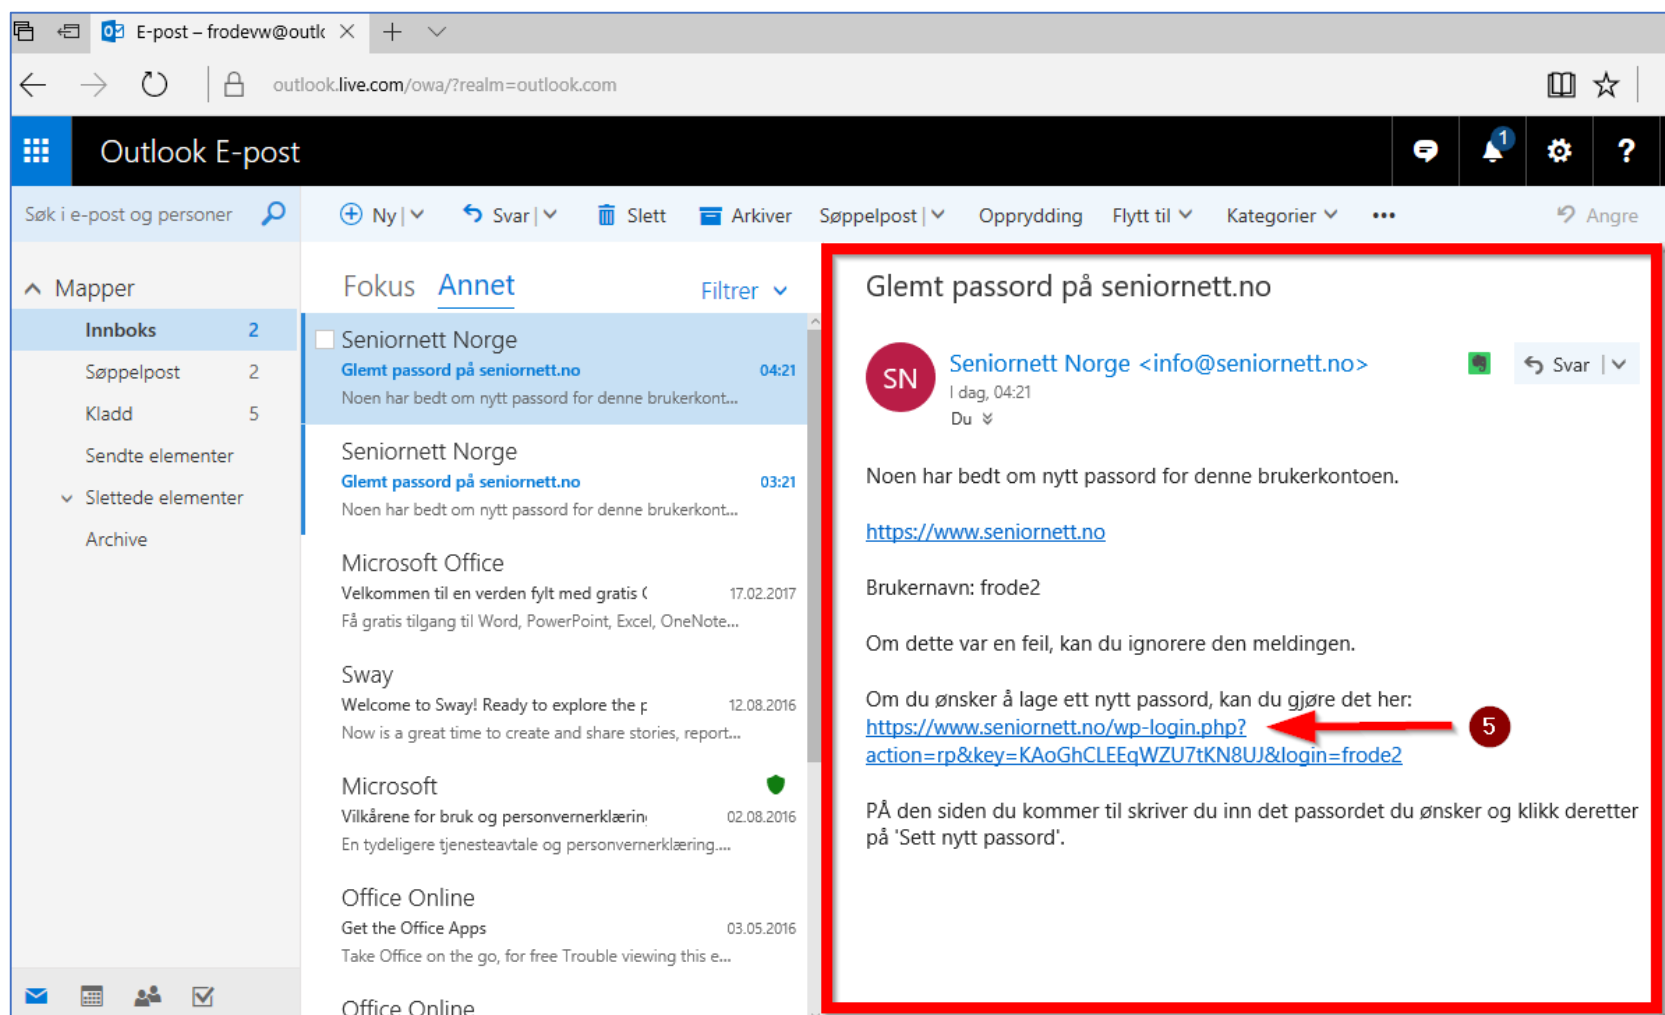 E-post – frodevw@outlo
outlook.live.com/owa/?realm=outlook.com
Outlook E-post
1
?
Søk i e-post og personer
Ny
Svar
Slett
Arkiver
Søppelpost
Opprydding
Flytt til
Kategorier
Angre
Mapper
Innboks 2
Søppelpost 2
Kladd 5
Sendte elementer
Slettede elementer
Archive
Fokus Annet
Filtrer
Seniornett Norge
Glemt passord på seniornett.no 04:21
Noen har bedt om nytt passord for denne brukerkont...
Seniornett Norge
Glemt passord på seniornett.no 03:21
Noen har bedt om nytt passord for denne brukerkont...
Microsoft Office
Velkommen til en verden fylt med gratis 17.02.2017
Få gratis tilgang til Word, PowerPoint, Excel, OneNote...
Sway
Welcome to Sway! Ready to explore the p 12.08.2016
Now is a great time to create and share stories, report...
Microsoft
Vilkårene for bruk og personvernerklæring 02.08.2016
En tydeligere tjenesteavtale og personvernerklæring....
Office Online
Get the Office Apps 03.05.2016
Take Office on the go, for free Trouble viewing this e...
Office Online
Glemt passord på seniornett.no
SN
Seniornett Norge <info@seniornett.no>
I dag, 04:21
Du
Svar
Noen har bedt om nytt passord for denne brukerkontoen.
https://www.seniornett.no
Brukernavn: frode2
Om dette var en feil, kan du ignorere den meldingen.
Om du ønsker å lage ett nytt passord, kan du gjøre det her:
https://www.seniornett.no/wp-login.php?
action=rp&key=KAoGhCLEEqWZU7tKN8UJ&login=frode2
5
PÅ den siden du kommer til skriver du inn det passordet du ønsker og klikk deretter
på 'Sett nytt passord'.